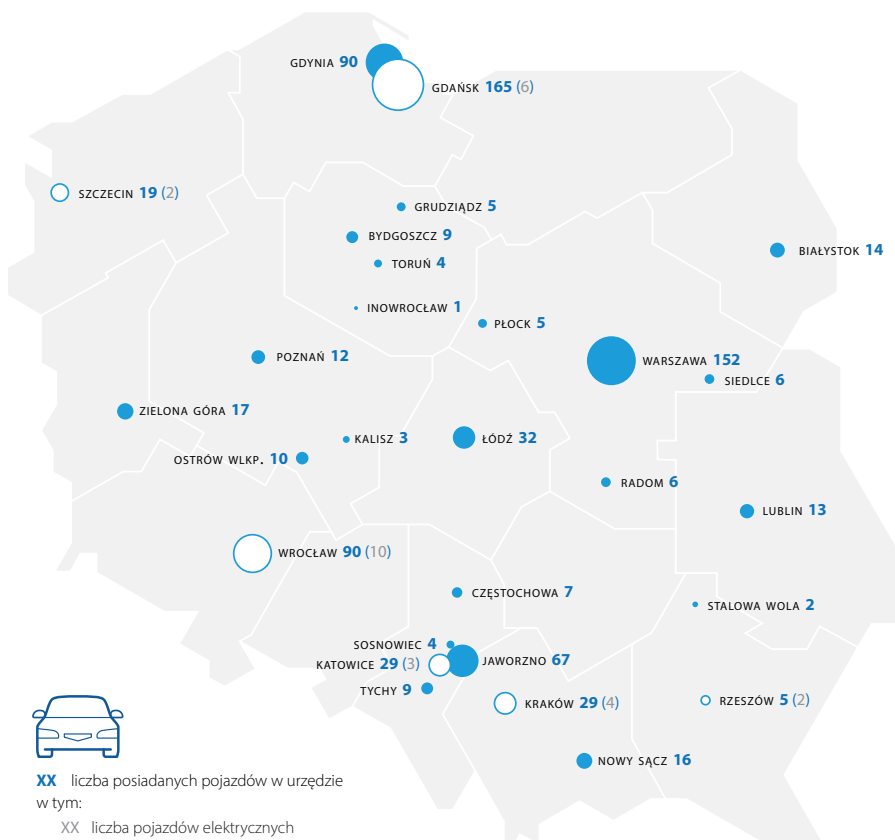 GDYNIA 90
GDAŃSK 165 (6)
SZCZECIN 19 (2)
GRUDZIĄDZ 5
BYDGOSZCZ 9
BIAŁYSTOK 14
TORUŃ 4
INOWROCŁAW 1
PŁOCK 5
POZNAŃ 12
WARSZAWA 152
SIEDLCE 6
ZIELONA GÓRA 17
KALISZ 3
ŁÓDŹ 32
OSTRÓW WLKP. 10
RADOM 6
LUBLIN 13
WROCŁAW 90 (10)
CZĘSTOCHOWA 7
STALOWA WOLA 2
SOSNOWIEC 4
KATOWICE 29 (3)
JAWORZNO 67
TYCHY 9
KRAKÓW 29 (4)
RZESZÓW 5 (2)
NOWY SĄCZ 16
XX liczba posiadanych pojazdów w urzędzie
w tym:
XX liczba pojazdów elektrycznych